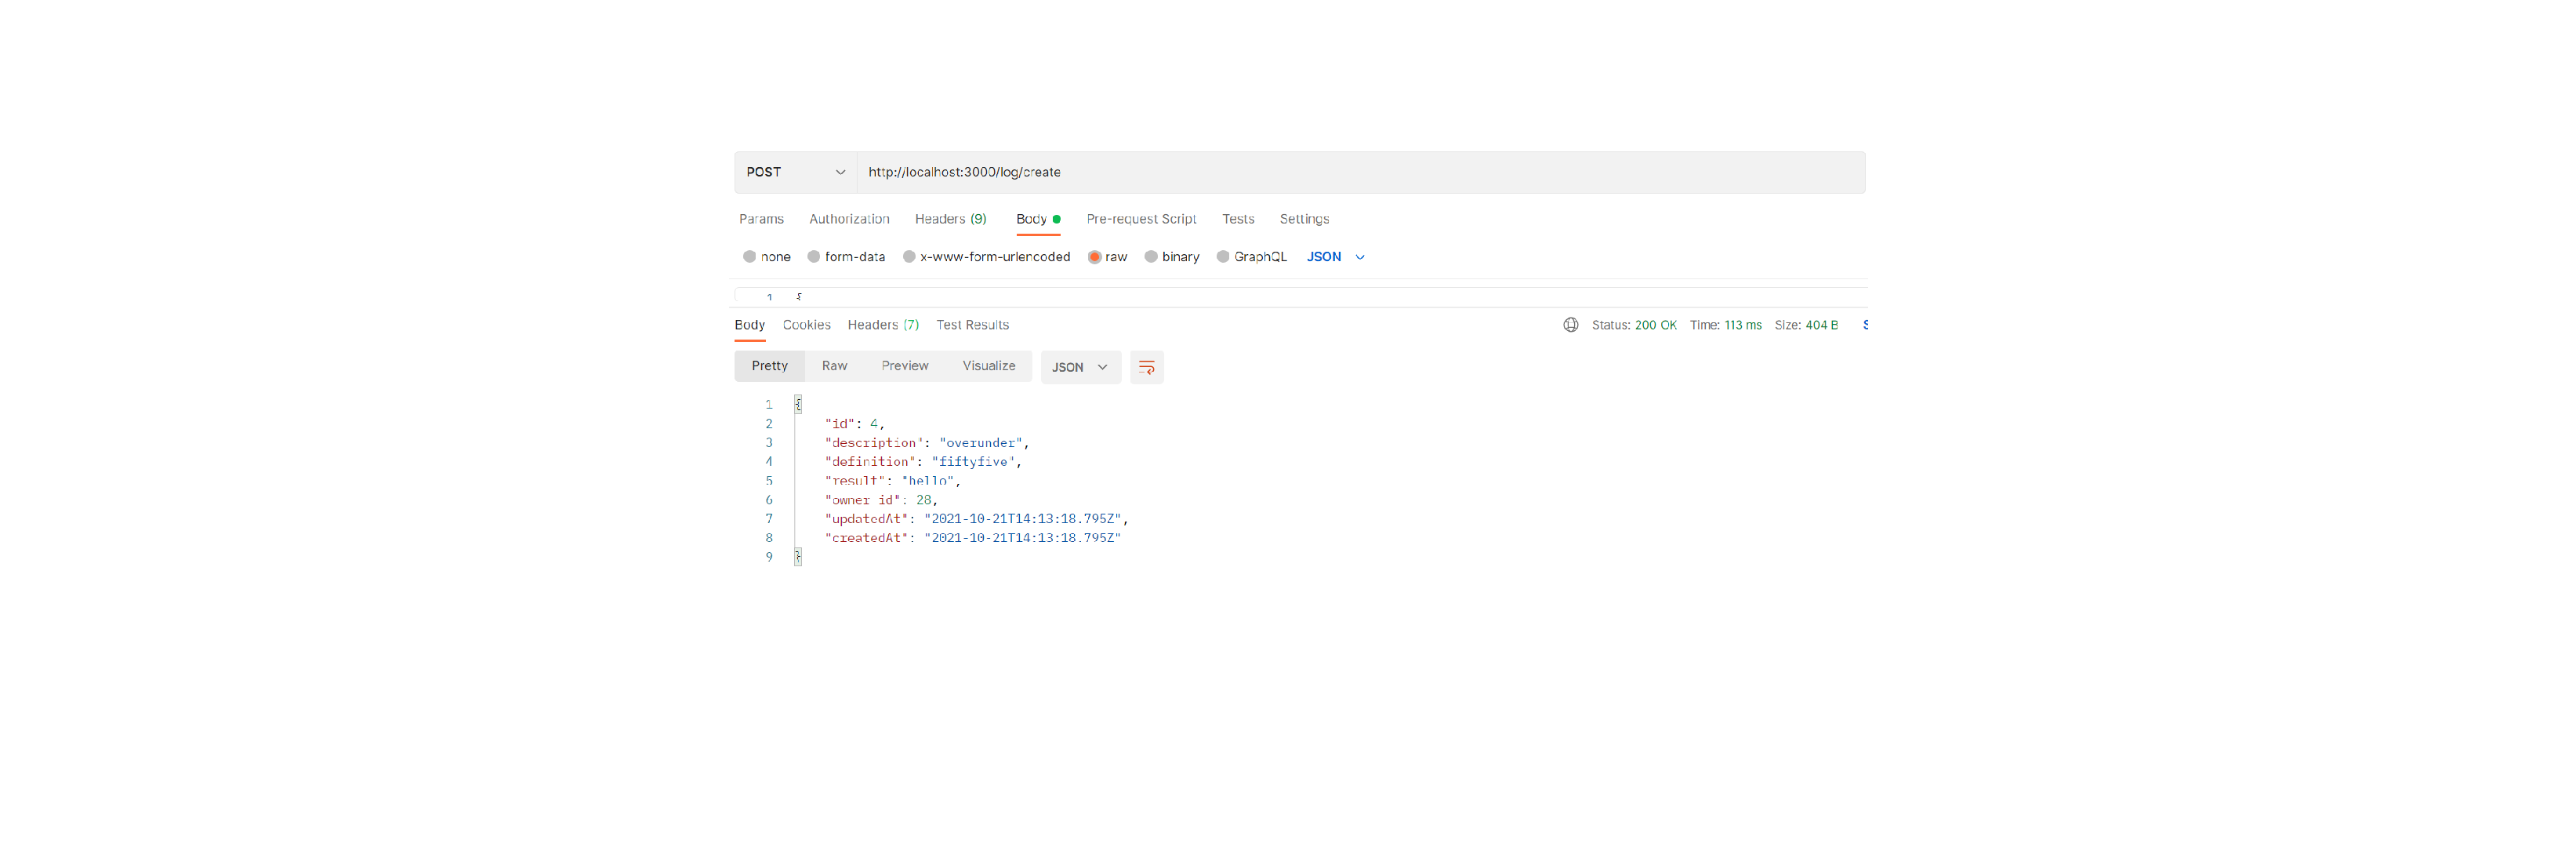 POST http://localhost:3000/log/create
Params Authorization Headers (9) Body Pre-request Script Tests Settings
none form-data x-www-form-urlencoded raw binary GraphQL JSON
1 {
Body Cookies Headers (7) Test Results Status: 200 OK Time: 113 ms Size: 404 B S
Pretty Raw Preview Visualize JSON
1 {
2 "id": 4,
3 "description": "overunder",
4 "definition": "fiftyfive",
5 "result": "hello",
6 "owner id": 28,
7 "updatedAt": "2021-10-21T14:13:18.795Z",
8 "createdAt": "2021-10-21T14:13:18.795Z"
9 }